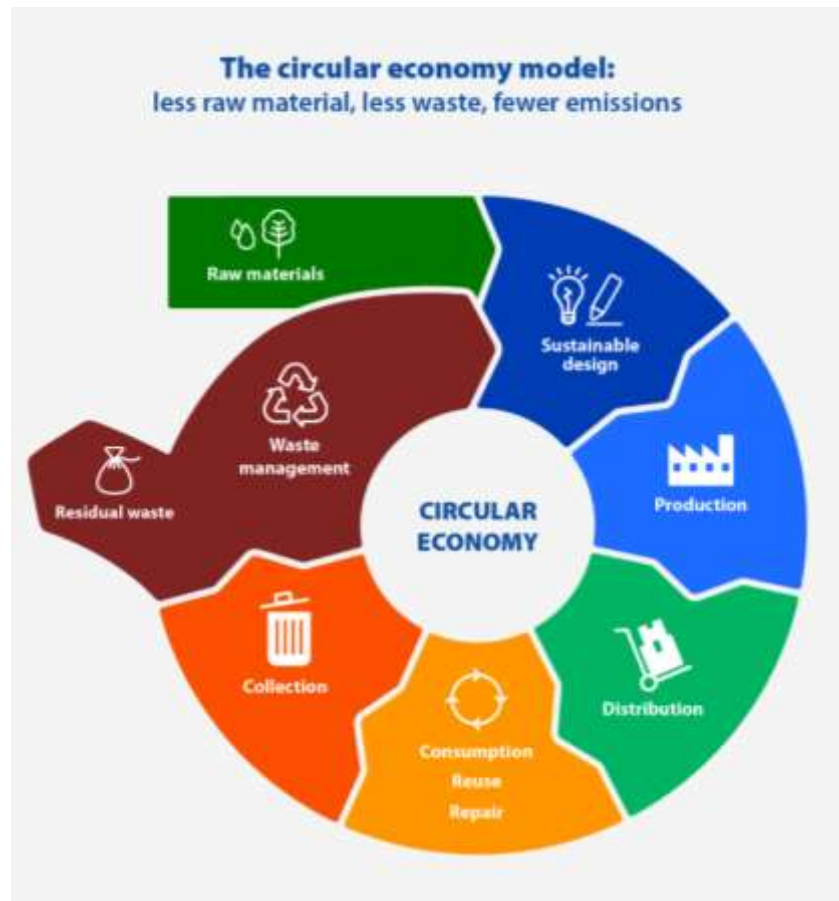 The circular economy model:
less raw material, less waste, fewer emissions
Raw materials
Sustainable
design
Production
Distribution
Consumption
Reuse
Repair
Collection
Waste
management
Residual waste
CIRCULAR
ECONOMY